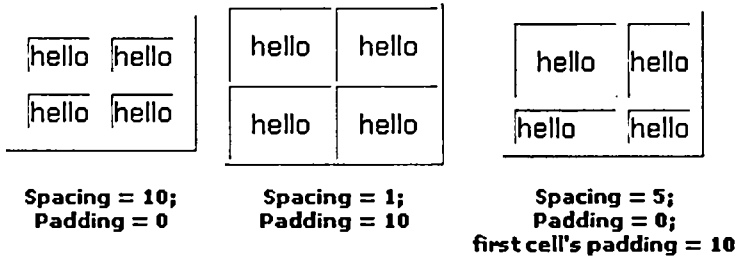 hello hello hello hello hello hello
hello hello hello hello hello hello
Spacing = 10; Spacing = 1; Spacing = 5;
Padding = 0 Padding = 10 Padding = 0;
first cell's padding = 10